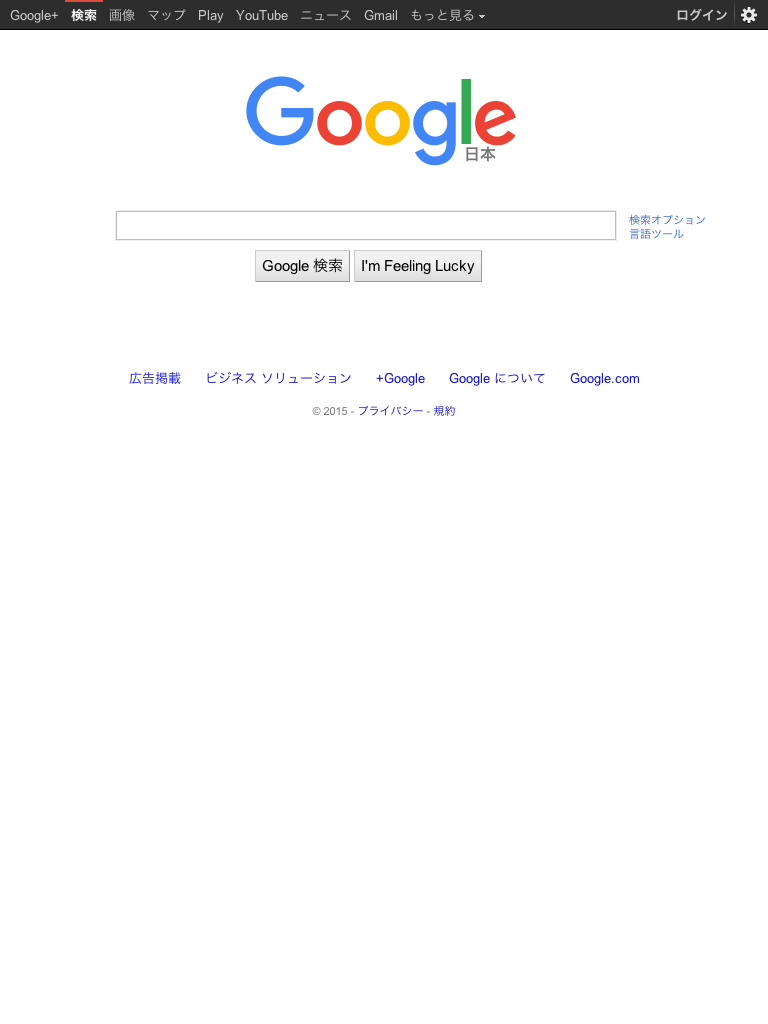 Google+ 検索 画像 マップ Play YouTube ニュース Gmail もっと見る ログイン
Google
日本
検索オプション
言語ツール
Google 検索 I'm Feeling Lucky
広告掲載 ビジネス ソリューション +Google Google について Google.com
© 2015 - プライバシー - 規約